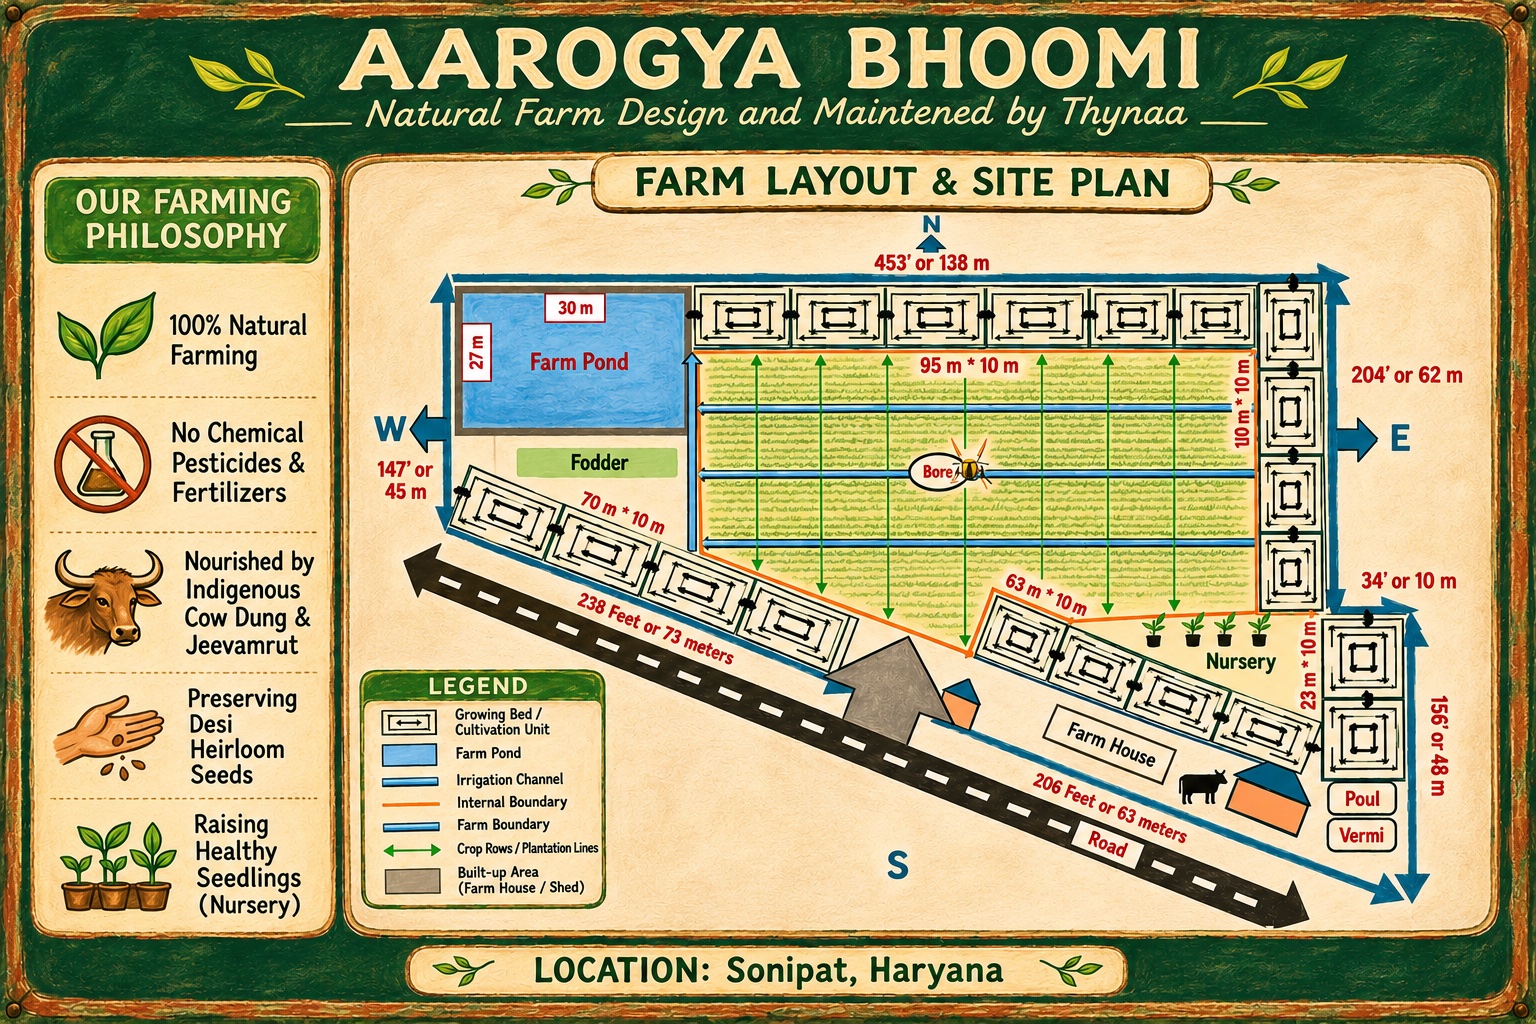 AAROGYA BHOOMI
Natural Farm Design and Maintened by Thynaa
OUR FARMING
PHILOSOPHY
100% Natural
Farming
No Chemical
Pesticides &
Fertilizers
Nourished by
Indigenous
Cow Dung &
Jeevamrut
Preserving
Desi
Heirloom
Seeds
Raising
Healthy
Seedlings
(Nursery)
FARM LAYOUT & SITE PLAN
N
453' or 138 m
30 m
27 m
Farm Pond
95 m * 10 m
110 m * 10 m
204' or 62 m
W
E
147' or
45 m
Fodder
Bore
70 m * 10 m
63 m * 10 m
34' or 10 m
238 Feet or 73 meters
Nursery
23 m * 10 m
Farm House
156' or 48 m
206 Feet or 63 meters
Poul
Vermi
Road
S
LEGEND
Growing Bed /
Cultivation Unit
Farm Pond
Irrigation Channel
Internal Boundary
Farm Boundary
Crop Rows / Plantation Lines
Built-up Area
(Farm House / Shed)
LOCATION: Sonipat, Haryana